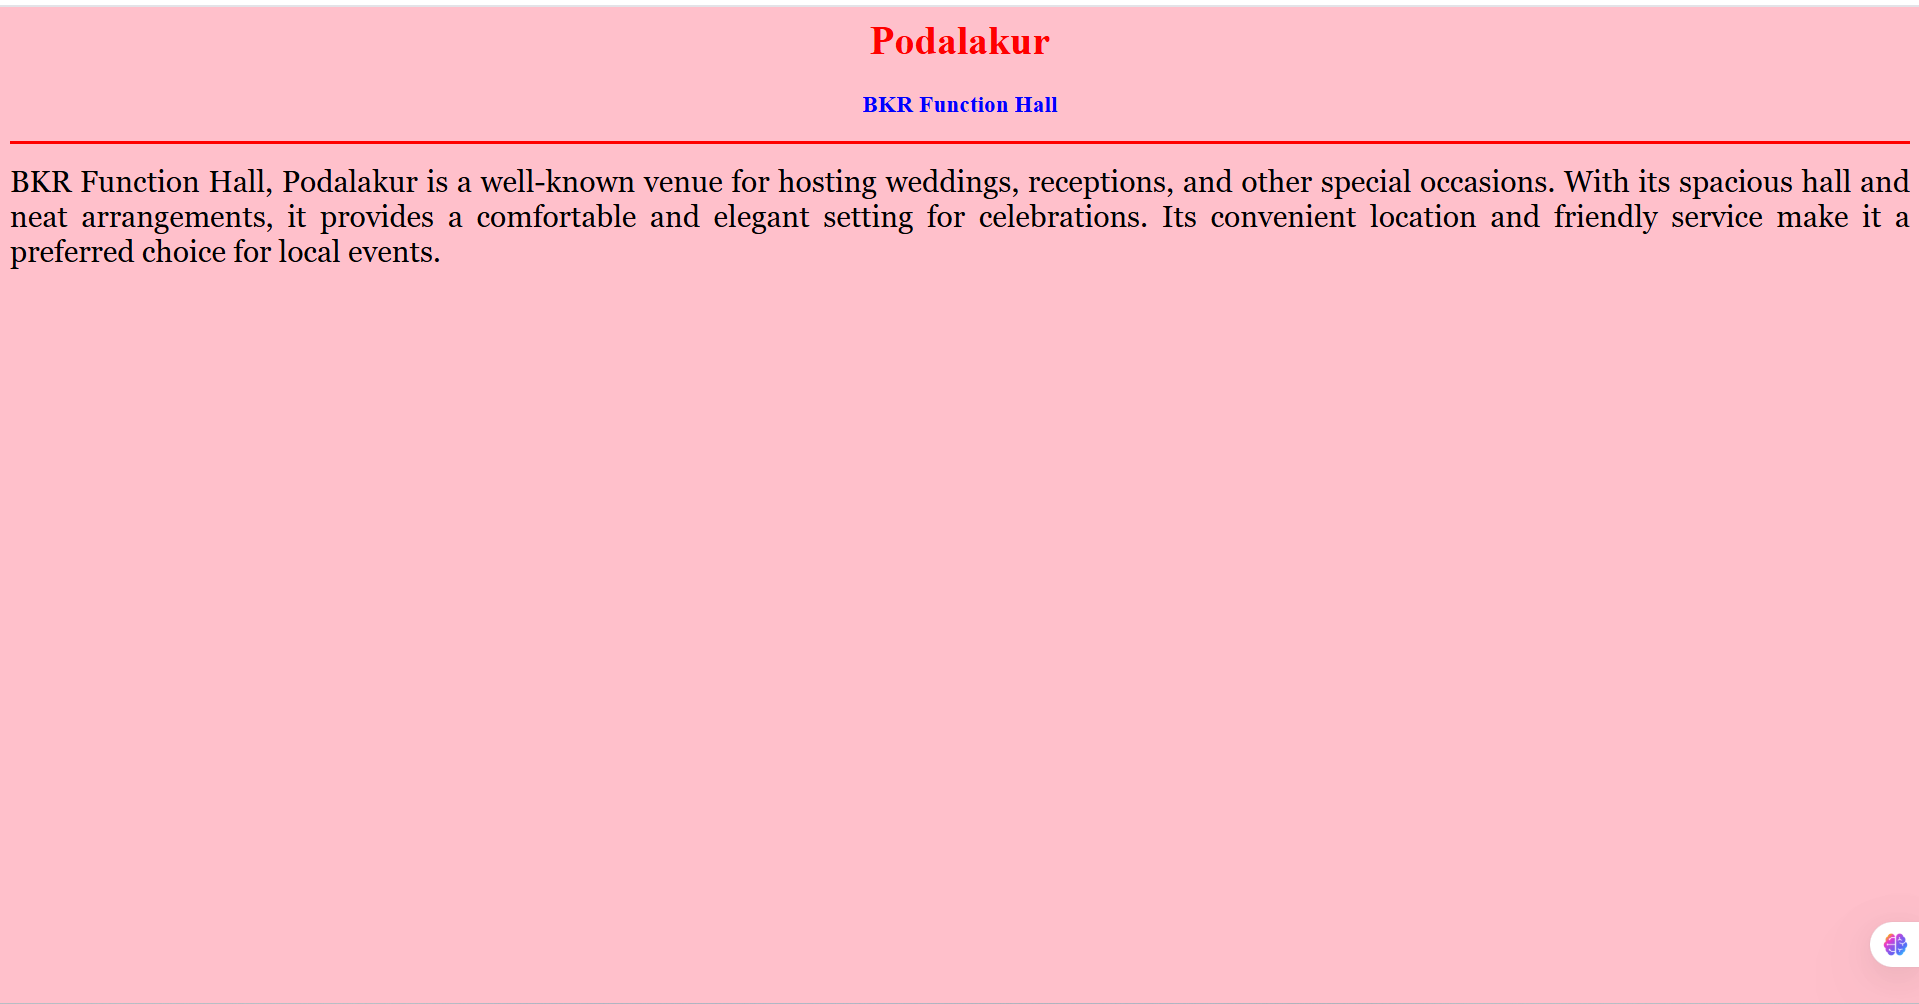 Podalakur
BKR Function Hall
BKR Function Hall, Podalakur is a well-known venue for hosting weddings, receptions, and other special occasions. With its spacious hall and
neat arrangements, it provides a comfortable and elegant setting for celebrations. Its convenient location and friendly service make it a
preferred choice for local events.